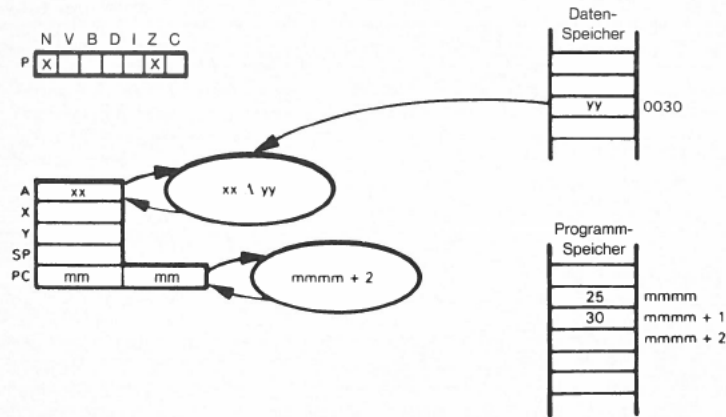 N V B D I Z C
P X X
Daten-
Speicher
yy 0030
A xx
X
Y
SP
PC mm mm
xx \ yy
mmmm + 2
Programm-
Speicher
25 mmmm
30 mmmm + 1
mmmm + 2